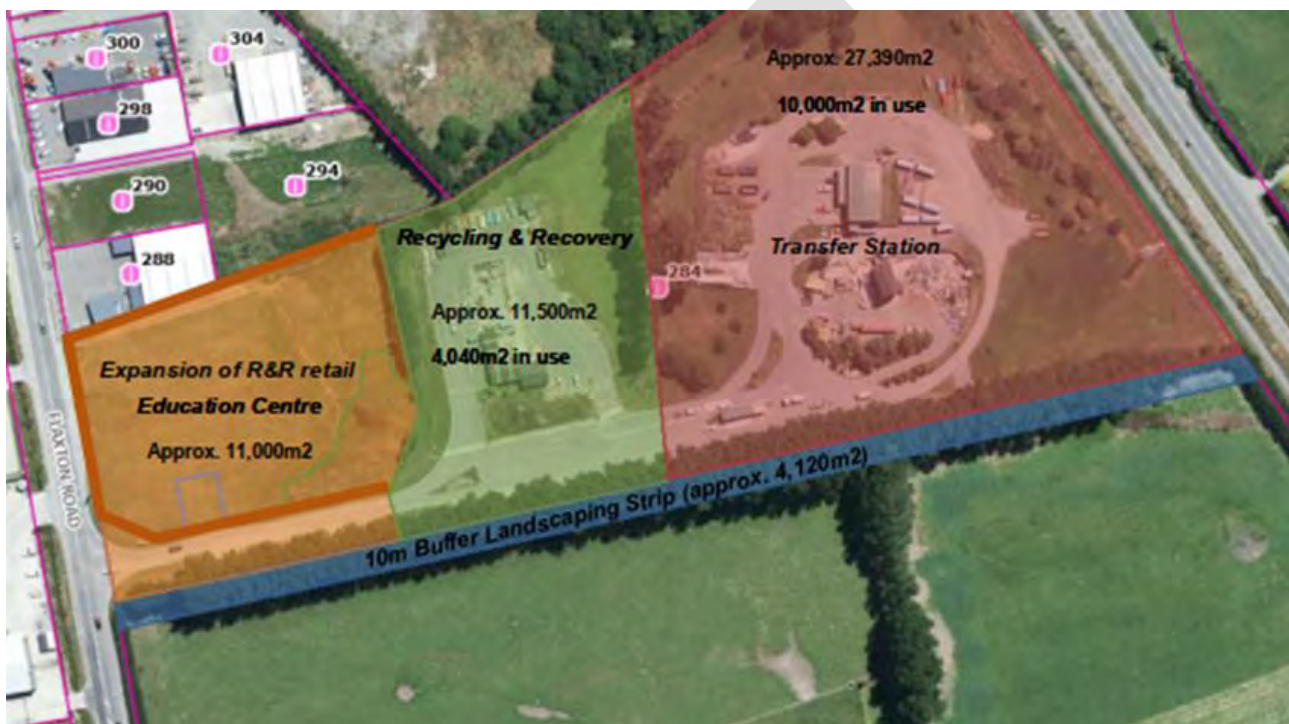 300
304
298
290
294
288
Approx. 27,390m2
10,000m2 in use
Recycling & Recovery
Transfer Station
284
Approx. 11,500m2
4,040m2 in use
Expansion of R&R retail
Education Centre
Approx. 11,000m2
FLAXTON ROAD
10m Buffer Landscaping Strip (approx. 4,120m2)